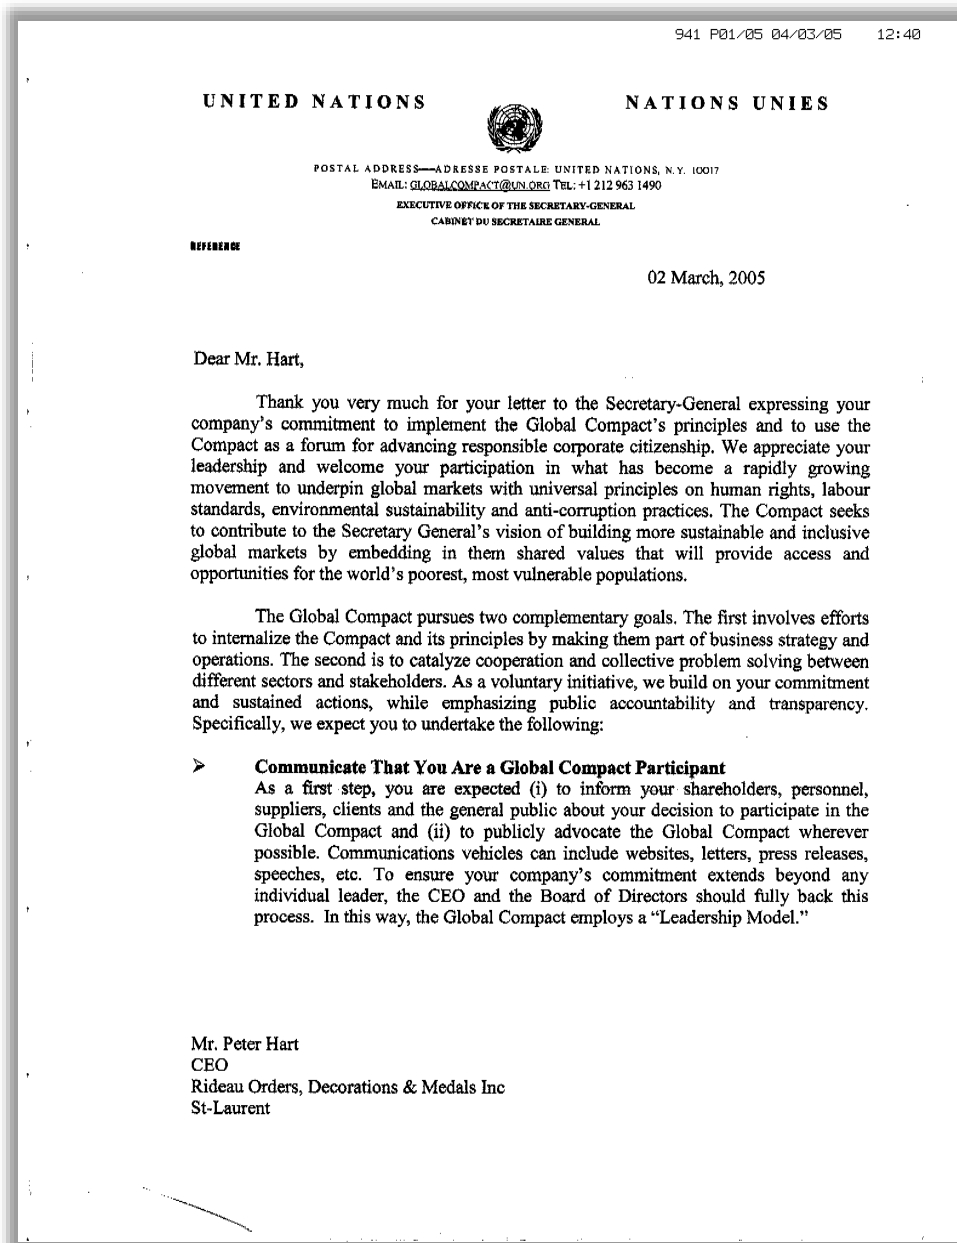 941 P01/05 04/03/05 12:40
UNITED NATIONS NATIONS UNIES
POSTAL ADDRESS—ADRESSE POSTALE: UNITED NATIONS, N.Y. 10017
EMAIL: GLOBALCOMPACT@UN.ORG TEL: +1 212 963 1490
EXECUTIVE OFFICE OF THE SECRETARY-GENERAL
CABINET DU SECRETAIRE GENERAL
REFERENCE
02 March, 2005
Dear Mr. Hart,
Thank you very much for your letter to the Secretary-General expressing your
company's commitment to implement the Global Compact's principles and to use the
Compact as a forum for advancing responsible corporate citizenship. We appreciate your
leadership and welcome your participation in what has become a rapidly growing
movement to underpin global markets with universal principles on human rights, labour
standards, environmental sustainability and anti-corruption practices. The Compact seeks
to contribute to the Secretary General's vision of building more sustainable and inclusive
global markets by embedding in them shared values that will provide access and
opportunities for the world's poorest, most vulnerable populations.
The Global Compact pursues two complementary goals. The first involves efforts
to internalize the Compact and its principles by making them part of business strategy and
operations. The second is to catalyze cooperation and collective problem solving between
different sectors and stakeholders. As a voluntary initiative, we build on your commitment
and sustained actions, while emphasizing public accountability and transparency.
Specifically, we expect you to undertake the following:
➢ Communicate That You Are a Global Compact Participant
As a first step, you are expected (i) to inform your shareholders, personnel,
suppliers, clients and the general public about your decision to participate in the
Global Compact and (ii) to publicly advocate the Global Compact wherever
possible. Communications vehicles can include websites, letters, press releases,
speeches, etc. To ensure your company's commitment extends beyond any
individual leader, the CEO and the Board of Directors should fully back this
process. In this way, the Global Compact employs a "Leadership Model."
Mr. Peter Hart
CEO
Rideau Orders, Decorations & Medals Inc
St-Laurent